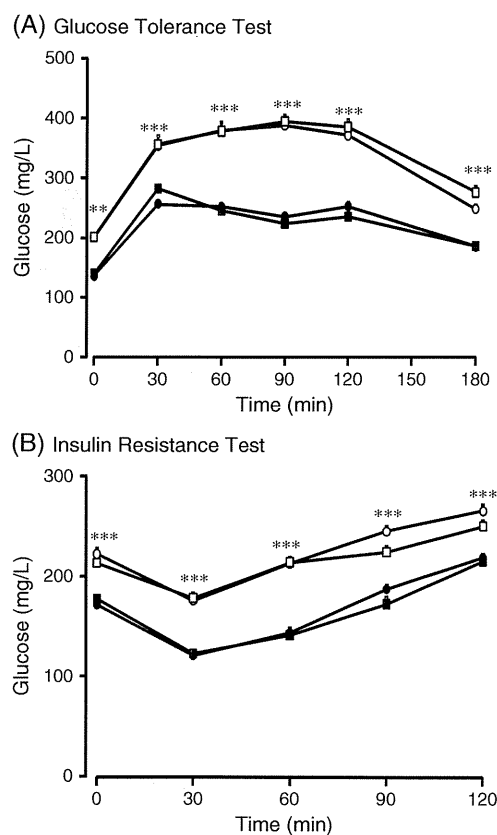 (A) Glucose Tolerance Test
500
400
300
200
100
0
Glucose (mg/L)
**
***
***
***
***
***
0 30 60 90 120 150 180
Time (min)
(B) Insulin Resistance Test
300
200
100
0
Glucose (mg/L)
***
***
***
***
***
0 30 60 90 120
Time (min)